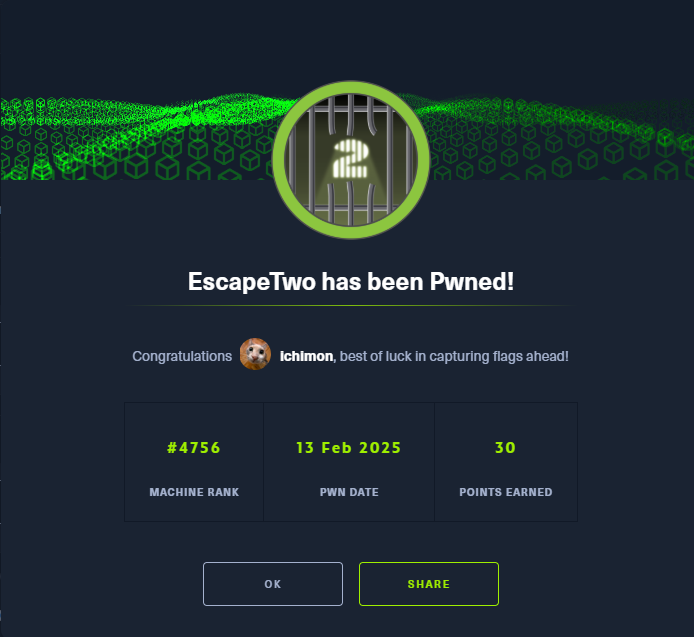 2
EscapeTwo has been Pwned!
Congratulations ichimon, best of luck in capturing flags ahead!
#4756 13 Feb 2025 30
MACHINE RANK PWN DATE POINTS EARNED
OK SHARE